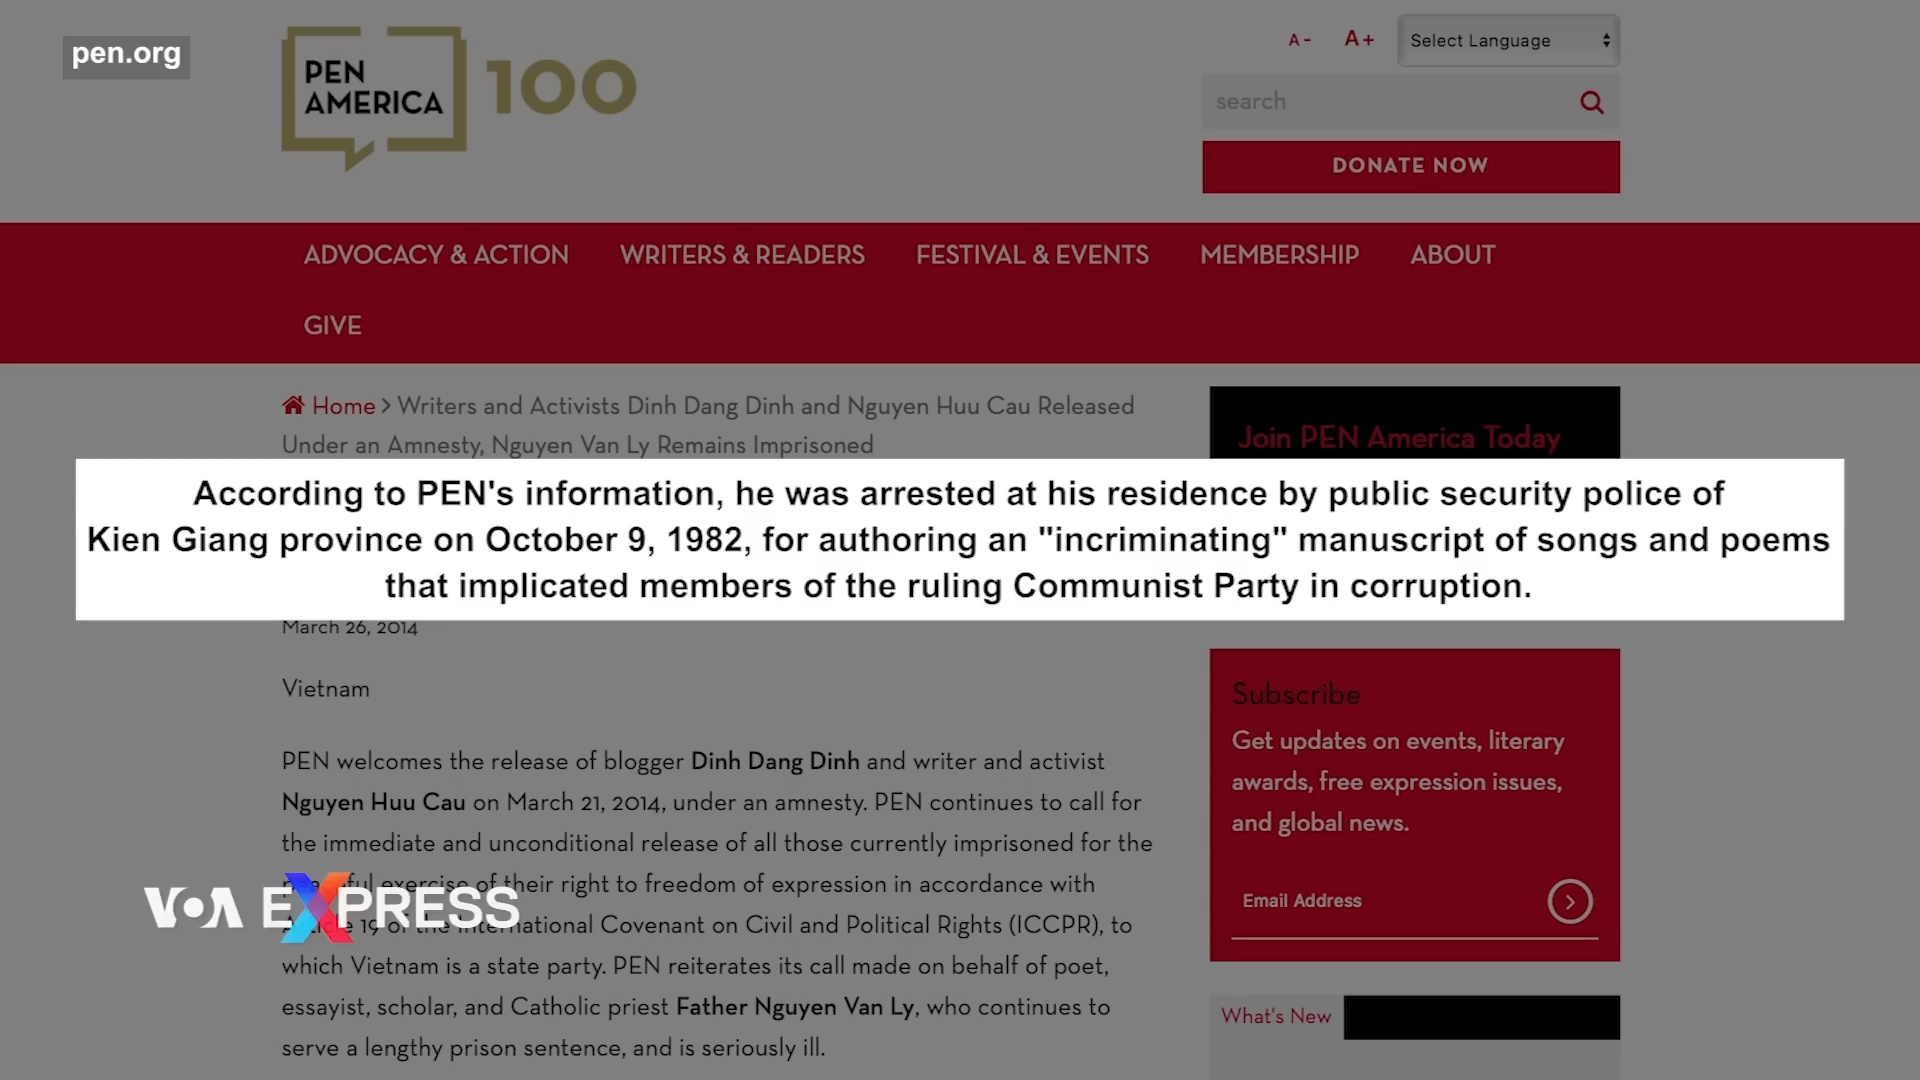 pen.org
PEN
AMERICA
100
A-
A+
Select Language
search
DONATE NOW
ADVOCACY & ACTION
WRITERS & READERS
FESTIVAL & EVENTS
MEMBERSHIP
ABOUT
GIVE
Home > Writers and Activists Dinh Dang Dinh and Nguyen Huu Cau Released
Under an Amnesty, Nguyen Van Ly Remains Imprisoned
Join PEN America Today
According to PEN's information, he was arrested at his residence by public security police of
Kien Giang province on October 9, 1982, for authoring an "incriminating" manuscript of songs and poems
that implicated members of the ruling Communist Party in corruption.
March 26, 2014
Vietnam
PEN welcomes the release of blogger Dinh Dang Dinh and writer and activist
Nguyen Huu Cau on March 21, 2014, under an amnesty. PEN continues to call for
the immediate and unconditional release of all those currently imprisoned for the
exercise of their right to freedom of expression in accordance with
Article 19 of the International Covenant on Civil and Political Rights (ICCPR), to
which Vietnam is a state party. PEN reiterates its call made on behalf of poet,
essayist, scholar, and Catholic priest Father Nguyen Van Ly, who continues to
serve a lengthy prison sentence, and is seriously ill.
VOA EXPRESS
Subscribe
Get updates on events, literary
awards, free expression issues,
and global news.
Email Address
What's New